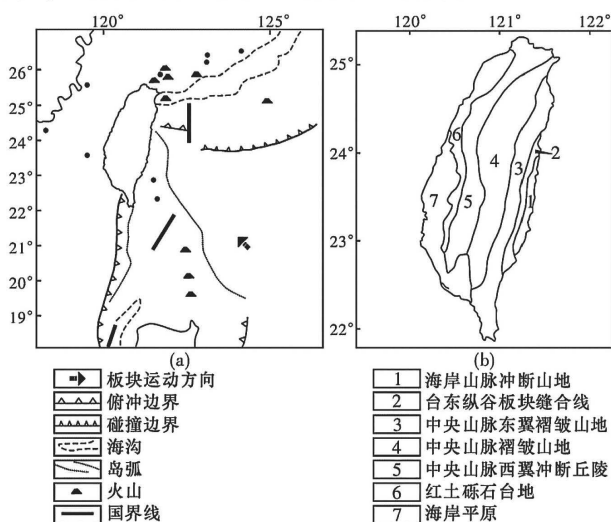 120° 125°
26°
25°
24°
23°
22°
21°
20°
19°
(a)
板块运动方向
俯冲边界
碰撞边界
海沟
岛弧
火山
国界线
120° 121° 122°
25°
24°
23°
22°
6
4
3
2
7
5
1
(b)
1 海岸山脉冲断山地
2 台东纵谷板块缝合线
3 中央山脉东翼褶皱山地
4 中央山脉褶皱山地
5 中央山脉西翼冲断丘陵
6 红土砾石台地
7 海岸平原